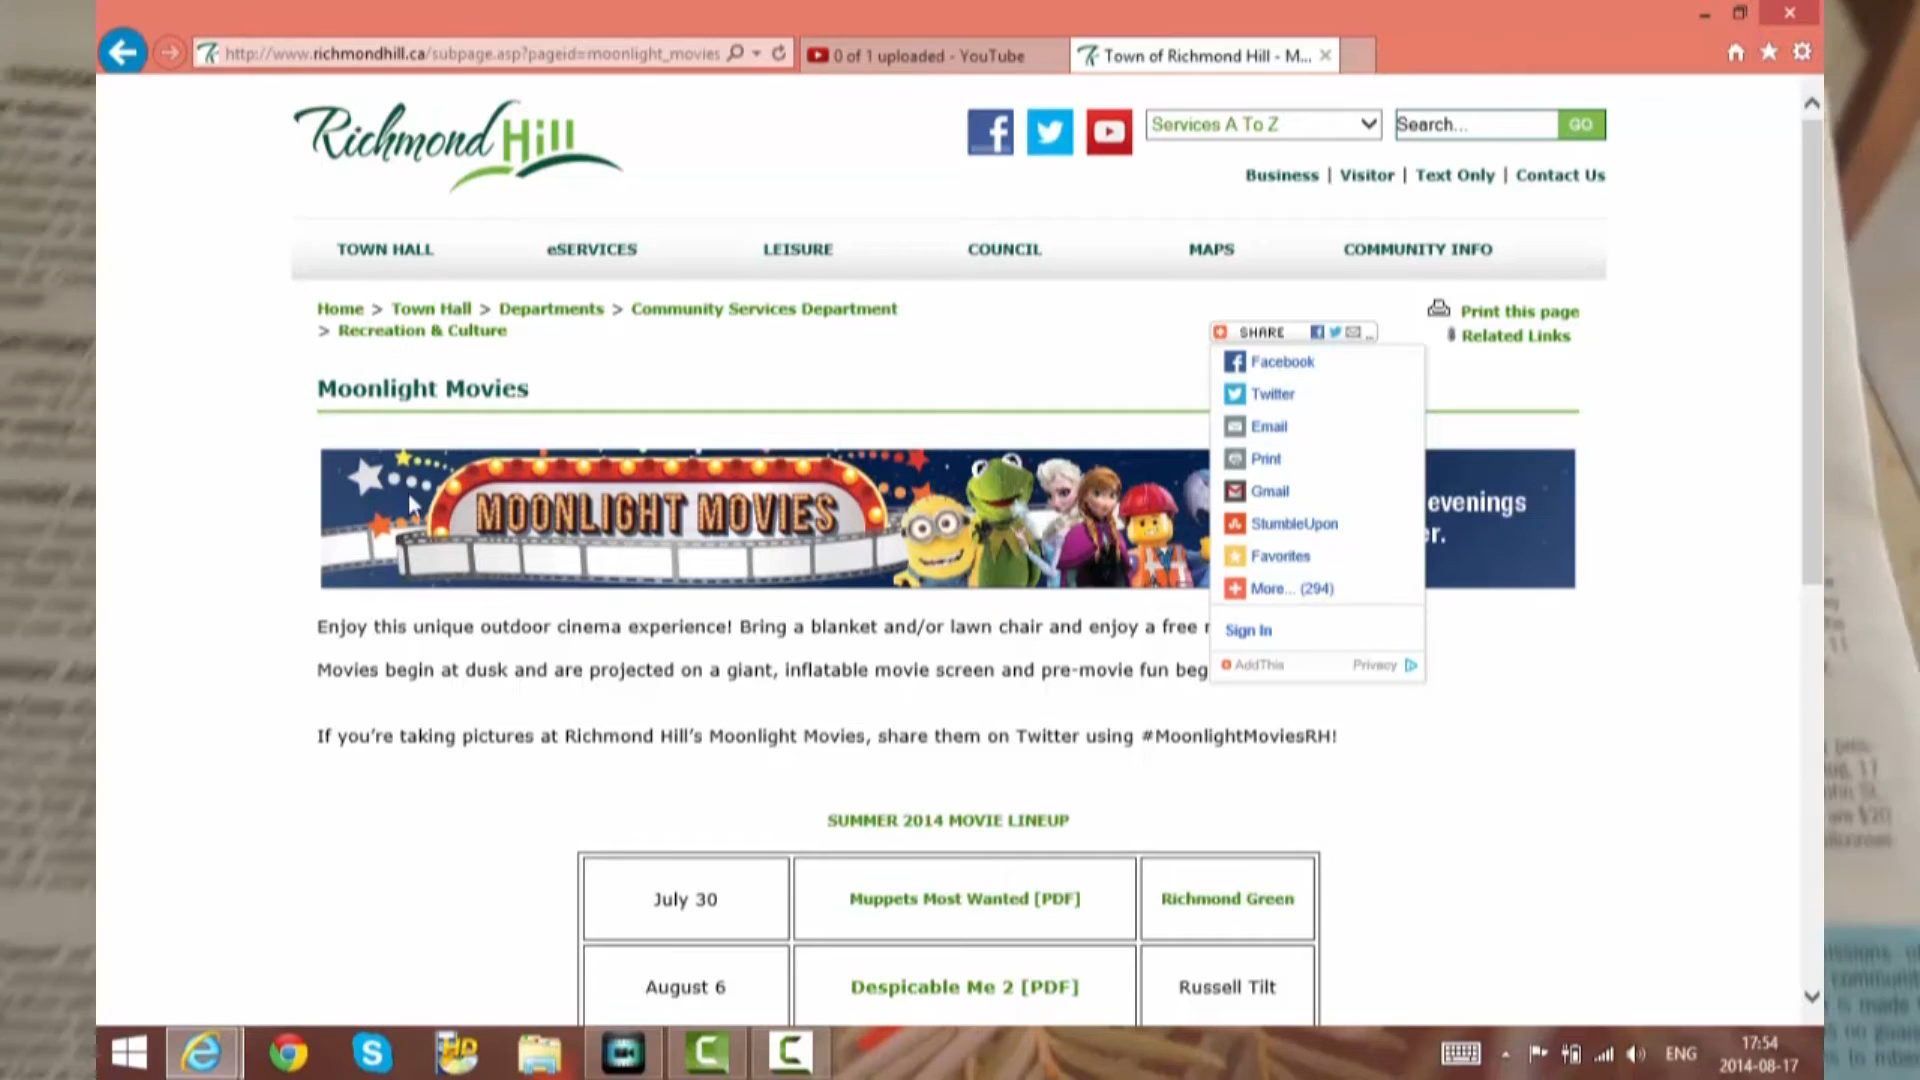 http://www.richmondhill.ca/subpage.asp?pageid=moonlight_movies
0 of 1 uploaded - YouTube
Town of Richmond Hill - M...
Richmond Hill
Services A To Z
Search...
GO
Business | Visitor | Text Only | Contact Us
TOWN HALL
eSERVICES
LEISURE
COUNCIL
MAPS
COMMUNITY INFO
Home > Town Hall > Departments > Community Services Department
> Recreation & Culture
Print this page
Related Links
SHARE
Facebook
Twitter
Email
Print
Gmail
StumbleUpon
Favorites
More... (294)
Sign In
AddThis
Privacy
Moonlight Movies
MOONLIGHT MOVIES
evenings
r.
Enjoy this unique outdoor cinema experience! Bring a blanket and/or lawn chair and enjoy a free
Movies begin at dusk and are projected on a giant, inflatable movie screen and pre-movie fun beg
If you're taking pictures at Richmond Hill's Moonlight Movies, share them on Twitter using #MoonlightMoviesRH!
SUMMER 2014 MOVIE LINEUP
July 30
Muppets Most Wanted [PDF]
Richmond Green
August 6
Despicable Me 2 [PDF]
Russell Tilt
ENG
17:54
2014-08-17